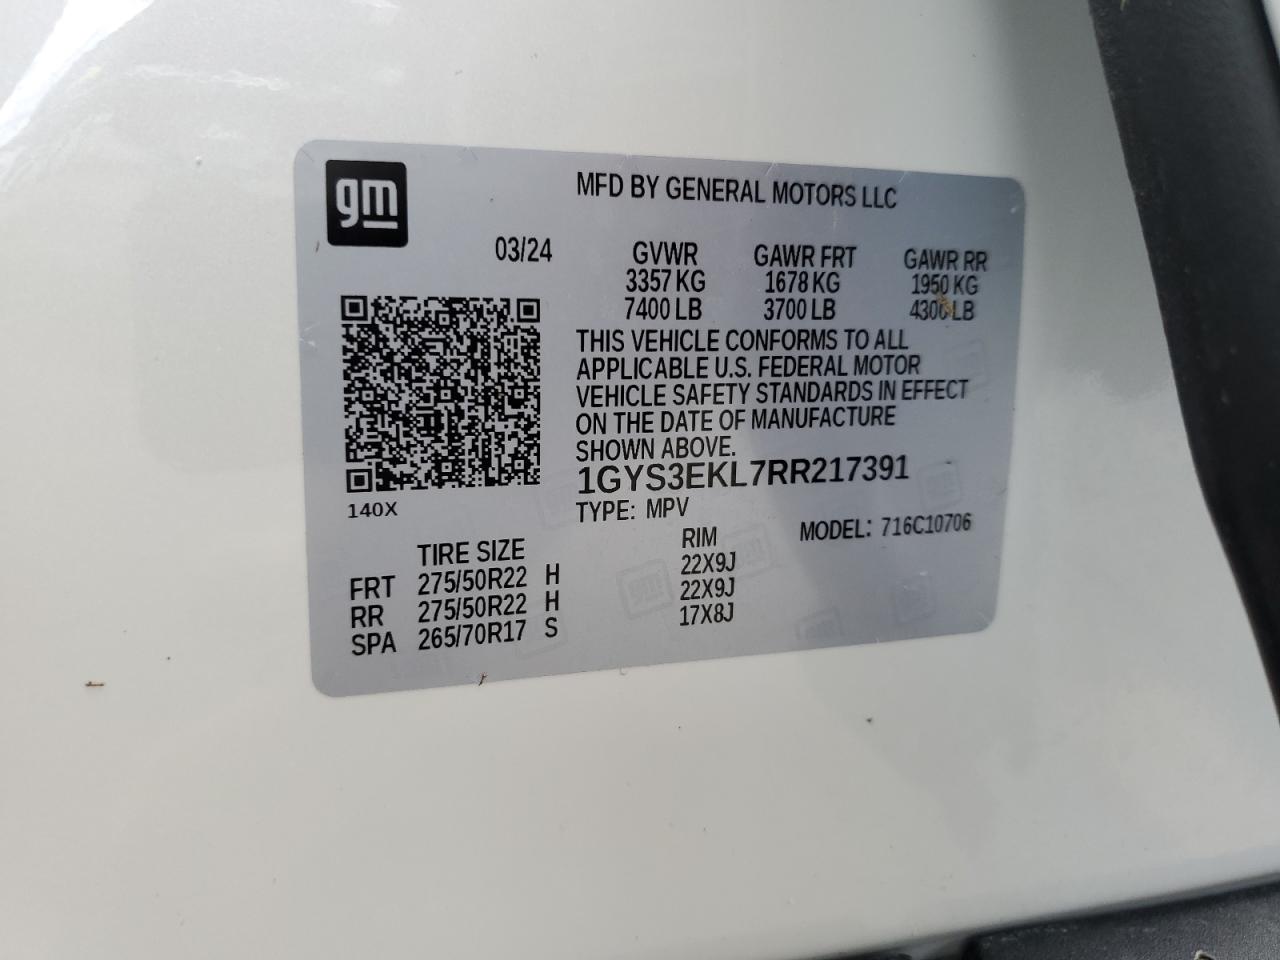 gm
MFD BY GENERAL MOTORS LLC
03/24 GVWR GAWR FRT GAWR RR
3357 KG 1678 KG 1950 KG
7400 LB 3700 LB 4300 LB
THIS VEHICLE CONFORMS TO ALL
APPLICABLE U.S. FEDERAL MOTOR
VEHICLE SAFETY STANDARDS IN EFFECT
ON THE DATE OF MANUFACTURE
SHOWN ABOVE.
1GYS3EKL7RR217391
140X
TYPE: MPV MODEL: 716C10706
TIRE SIZE RIM
FRT 275/50R22 H 22X9J
RR 275/50R22 H 22X9J
SPA 265/70R17 S 17X8J